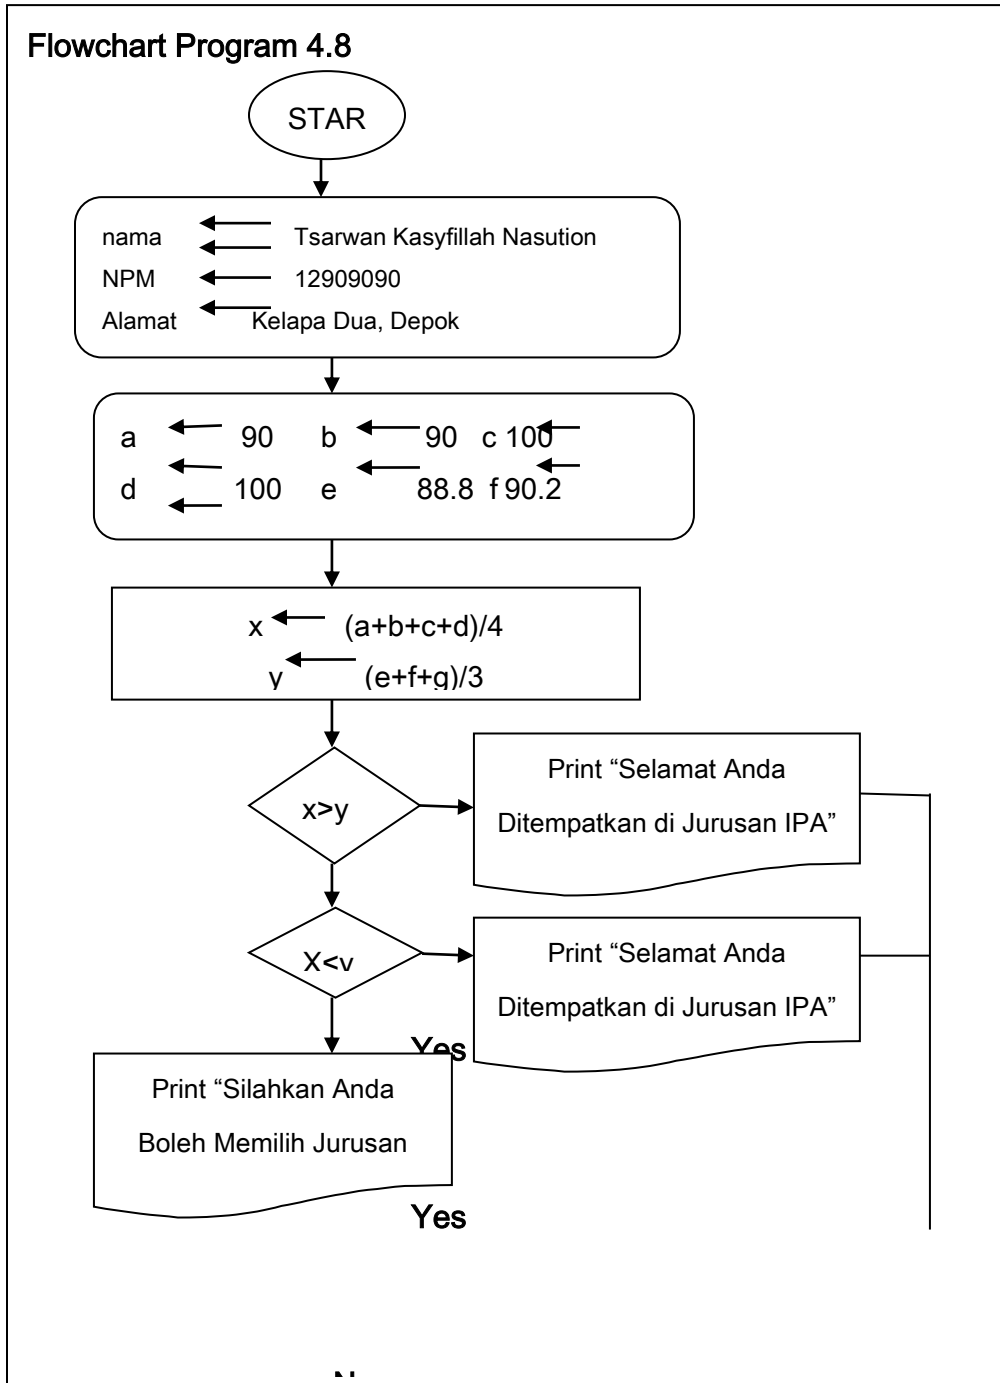 Flowchart Program 4.8
STAR
nama Tsarwan Kasyfillah Nasution
NPM 12909090
Alamat Kelapa Dua, Depok
a 90 b 90 c 100
d 100 e 88.8 f 90.2
x (a+b+c+d)/4
y (e+f+g)/3
x>y
Print “Selamat Anda
Ditempatkan di Jurusan IPA”
X<y
Print “Selamat Anda
Ditempatkan di Jurusan IPA”
Yes
Print “Silahkan Anda
Boleh Memilih Jurusan
Yes